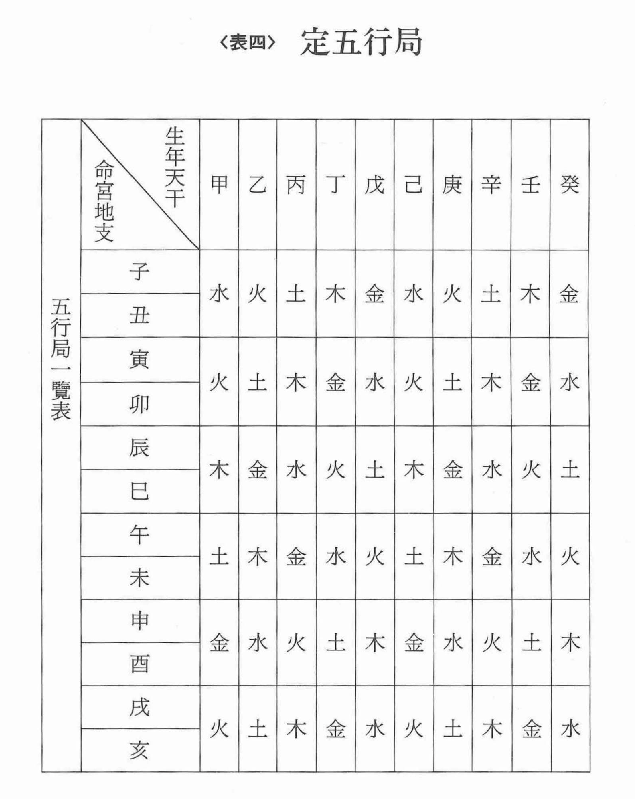 〈表四〉 定五行局
五行局一覽表
生年天干
命宮地支
甲 乙 丙 丁 戊 己 庚 辛 壬 癸
子
丑
水 火 土 木 金 水 火 土 木 金
寅
卯
火 土 木 金 水 火 土 木 金 水
辰
巳
木 金 水 火 土 木 金 水 火 土
午
未
土 木 金 水 火 土 木 金 水 火
申
酉
金 水 火 土 木 金 水 火 土 木
戌
亥
火 土 木 金 水 火 土 木 金 水